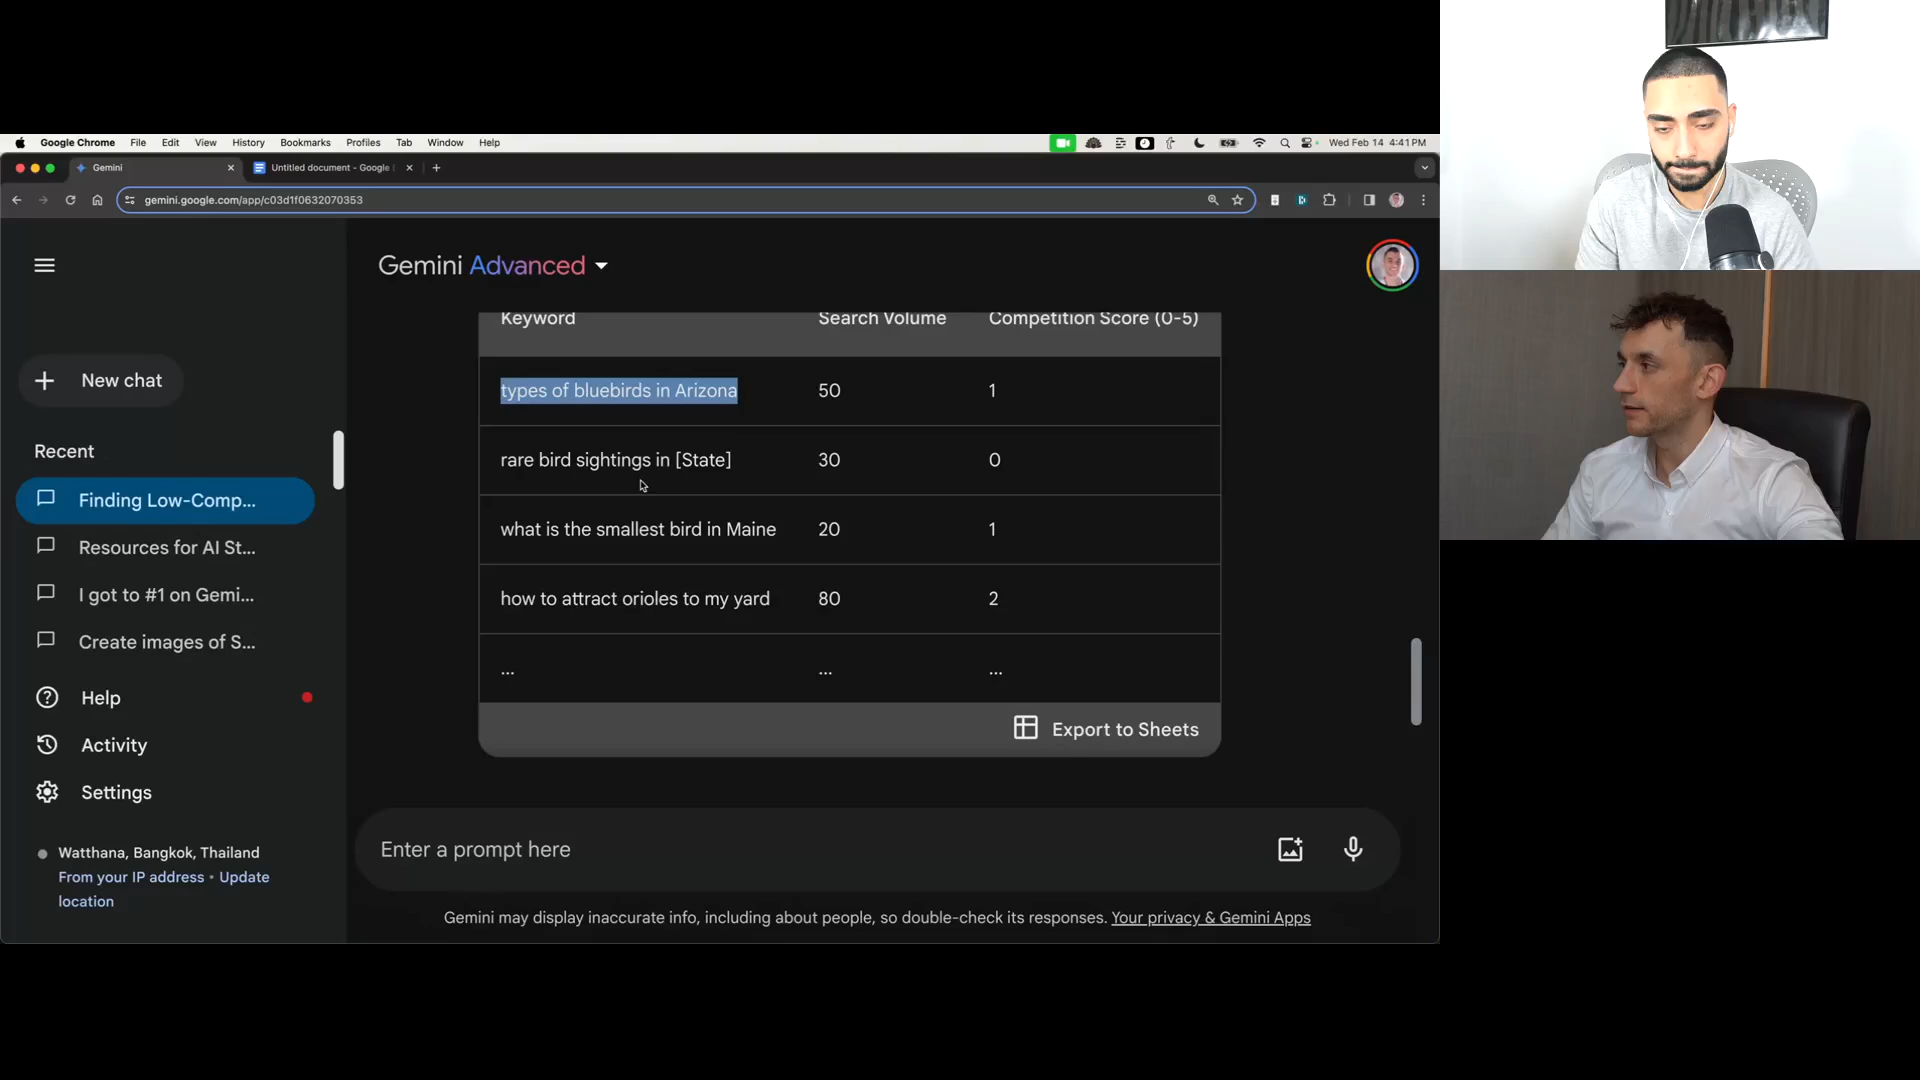 Google Chrome File Edit View History Bookmarks Profiles Tab Window Help Wed Feb 14 4:41PM
Gemini Untitled document - Google
gemini.google.com/app/c03d1f0632070353
Gemini Advanced
New chat
Recent
Finding Low-Comp...
Resources for AI St...
I got to #1 on Gemi...
Create images of S...
Help
Activity
Settings
Watthana, Bangkok, Thailand
From your IP address • Update
location
Keyword Search Volume Competition Score (0-5)
types of bluebirds in Arizona 50 1
rare bird sightings in [State] 30 0
what is the smallest bird in Maine 20 1
how to attract orioles to my yard 80 2
... ... ...
Export to Sheets
Enter a prompt here
Gemini may display inaccurate info, including about people, so double-check its responses. Your privacy & Gemini Apps